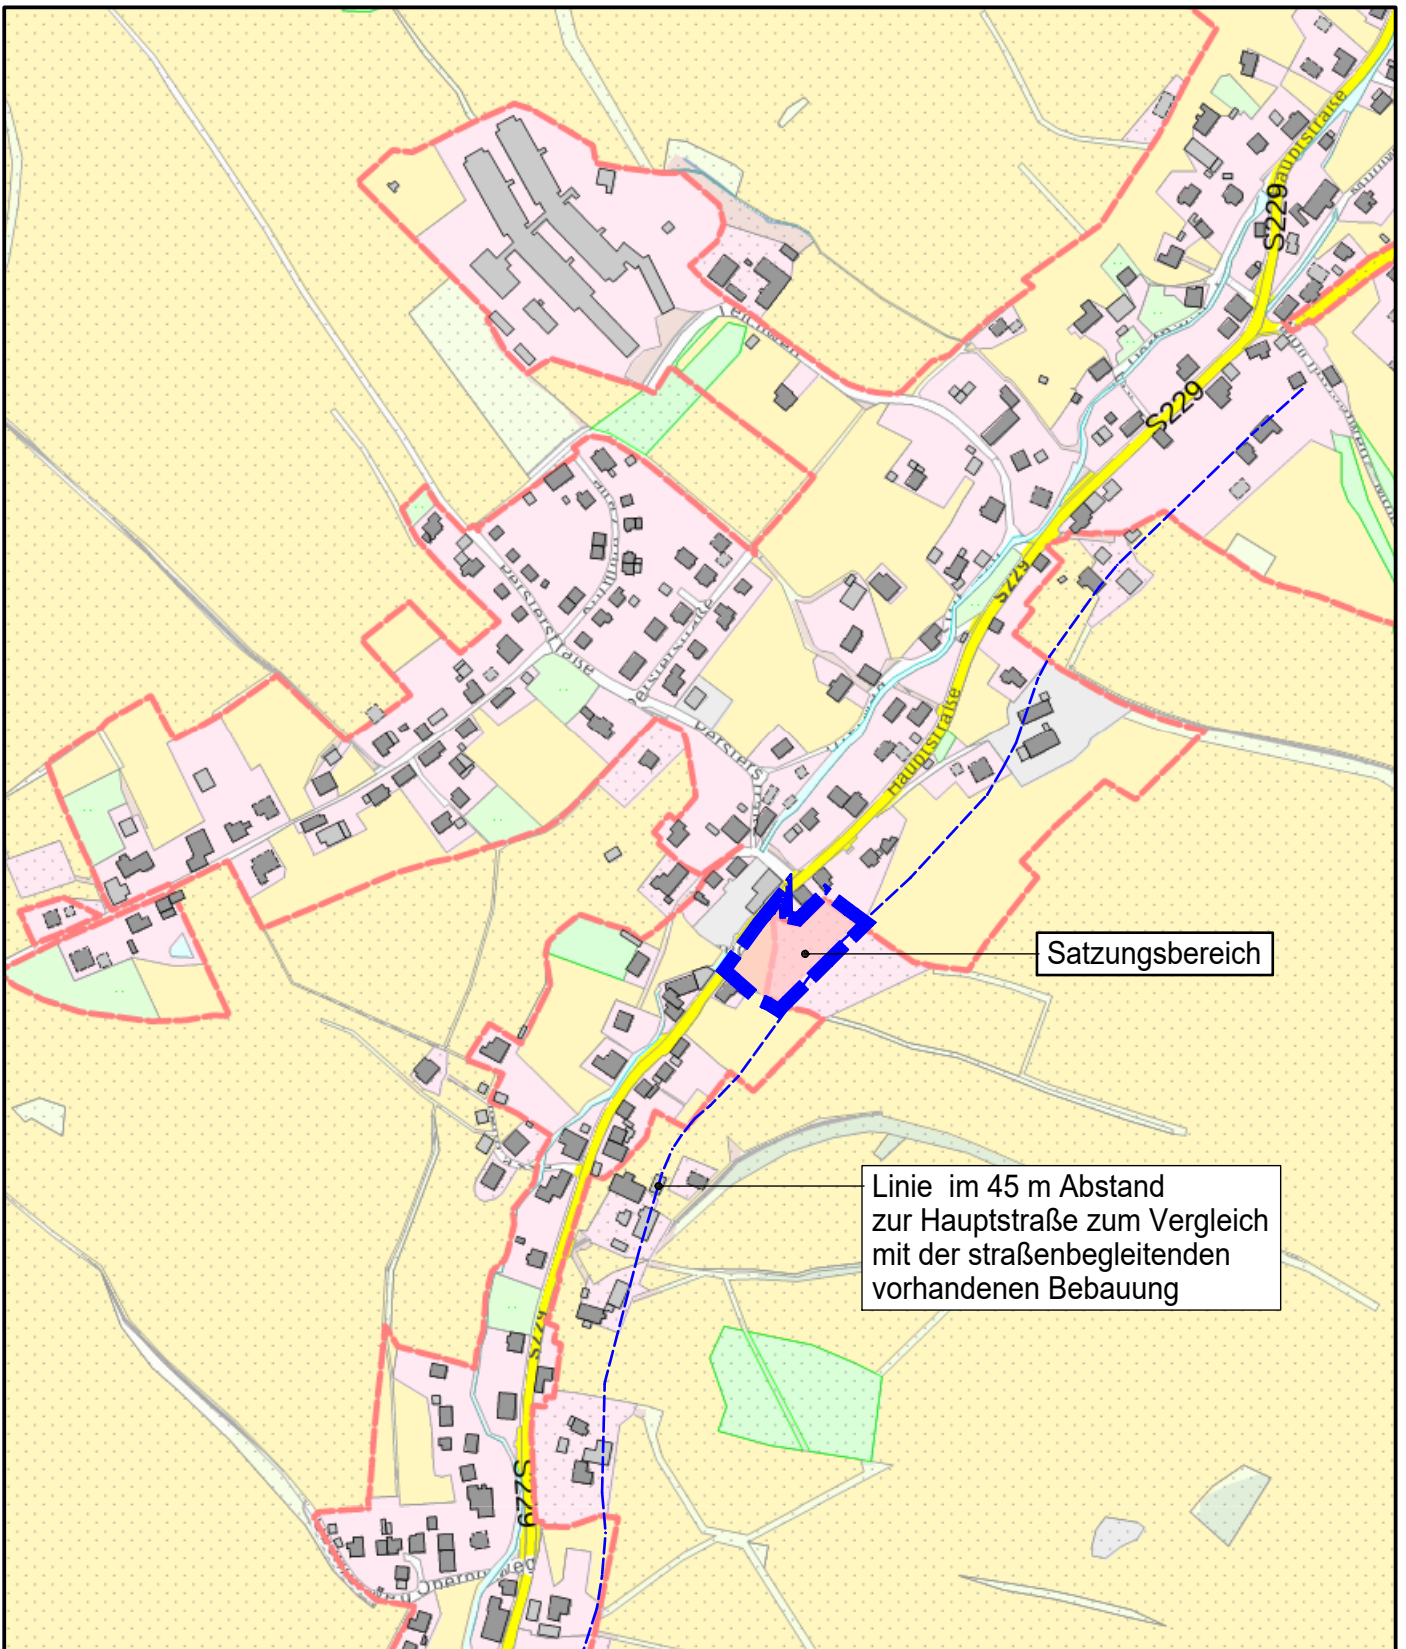 Hauptstraße
S229
S229
S229
Hauptstraße
Satzungsbereich
Linie im 45 m Abstand
zur Hauptstraße zum Vergleich
mit der straßenbegleitenden
vorhandenen Bebauung
S229
S229